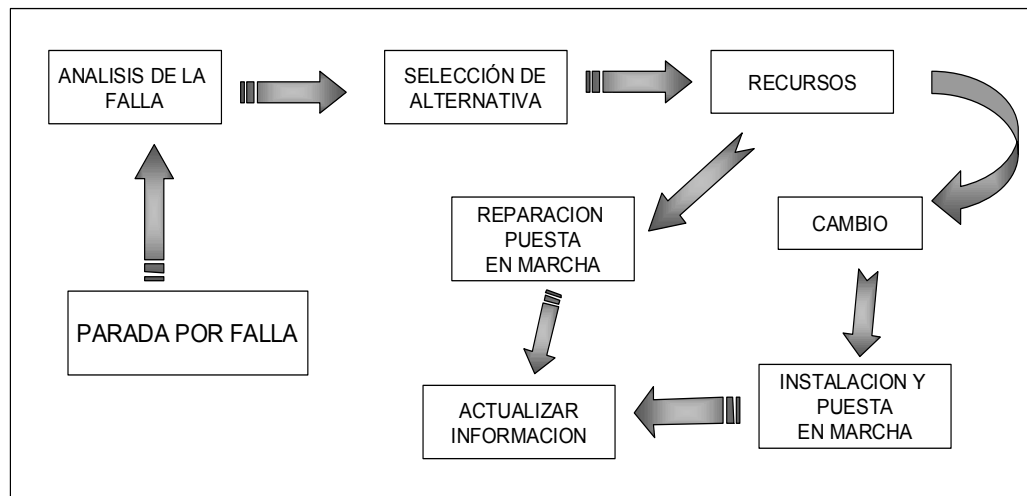 ANALISIS DE LA
FALLA
SELECCIÓN DE
ALTERNATIVA
RECURSOS
REPARACION
PUESTA
EN MARCHA
CAMBIO
PARADA POR FALLA
ACTUALIZAR
INFORMACION
INSTALACION Y
PUESTA
EN MARCHA